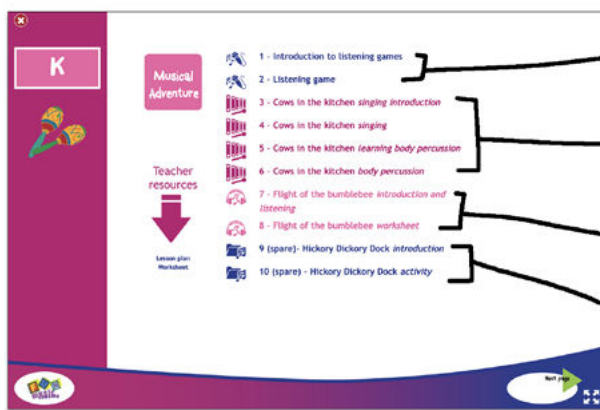 K
Musical
Adventure
1 - Introduction to listening games
2 - Listening game
3 - Cows in the kitchen singing introduction
4 - Cows in the kitchen singing
5 - Cows in the kitchen learning body percussion
6 - Cows in the kitchen body percussion
7 - Flight of the bumblebee introduction and
listening
8 - Flight of the bumblebee worksheet
9 (spare)- Hickory Dickory Dock introduction
10 (spare) - Hickory Dickory Dock activity
Teacher
resources
Lesson plan
Worksheet
Next page